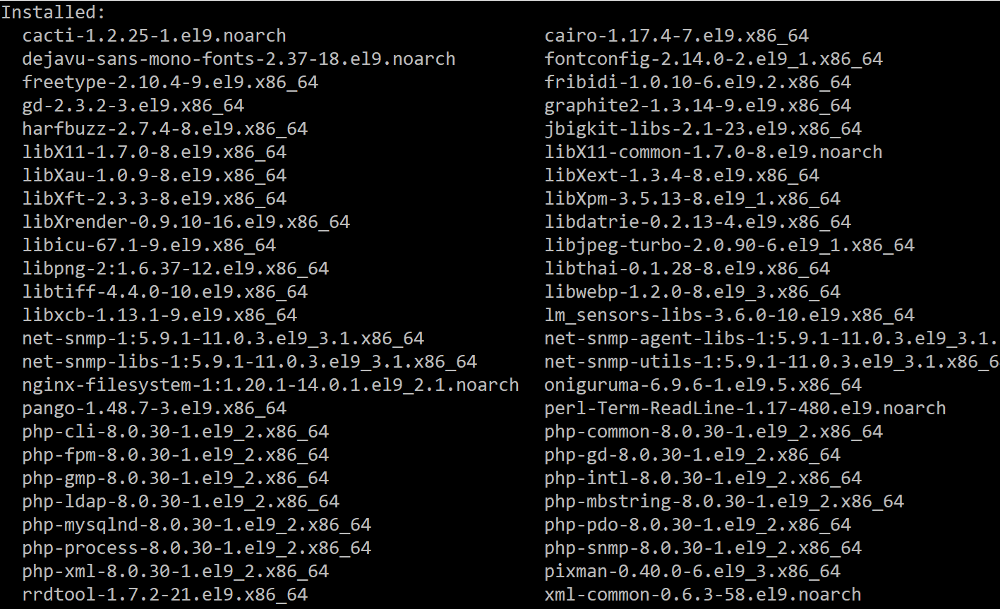 Installed:
cacti-1.2.25-1.el9.noarch cairo-1.17.4-7.el9.x86_64
dejavu-sans-mono-fonts-2.37-18.el9.noarch fontconfig-2.14.0-2.el9_1.x86_64
freetype-2.10.4-9.el9.x86_64 fribidi-1.0.10-6.el9.2.x86_64
gd-2.3.2-3.el9.x86_64 graphite2-1.3.14-9.el9.x86_64
harfbuzz-2.7.4-8.el9.x86_64 jbigkit-libs-2.1-23.el9.x86_64
libX11-1.7.0-8.el9.x86_64 libX11-common-1.7.0-8.el9.noarch
libXau-1.0.9-8.el9.x86_64 libXext-1.3.4-8.el9.x86_64
libXft-2.3.3-8.el9.x86_64 libXpm-3.5.13-8.el9_1.x86_64
libXrender-0.9.10-16.el9.x86_64 libdatrie-0.2.13-4.el9.x86_64
libicu-67.1-9.el9.x86_64 libjpeg-turbo-2.0.90-6.el9_1.x86_64
libpng-2:1.6.37-12.el9.x86_64 libthai-0.1.28-8.el9.x86_64
libtiff-4.4.0-10.el9.x86_64 libwebp-1.2.0-8.el9_3.x86_64
libxcb-1.13.1-9.el9.x86_64 lm_sensors-libs-3.6.0-10.el9.x86_64
net-snmp-1:5.9.1-11.0.3.el9_3.1.x86_64 net-snmp-agent-libs-1:5.9.1-11.0.3.el9_3.1.
net-snmp-libs-1:5.9.1-11.0.3.el9_3.1.x86_64 net-snmp-utils-1:5.9.1-11.0.3.el9_3.1.x86_6
nginx-filesystem-1:1.20.1-14.0.1.el9_2.1.noarch oniguruma-6.9.6-1.el9.5.x86_64
pango-1.48.7-3.el9.x86_64 perl-Term-ReadLine-1.17-480.el9.noarch
php-cli-8.0.30-1.el9_2.x86_64 php-common-8.0.30-1.el9_2.x86_64
php-fpm-8.0.30-1.el9_2.x86_64 php-gd-8.0.30-1.el9_2.x86_64
php-gmp-8.0.30-1.el9_2.x86_64 php-intl-8.0.30-1.el9_2.x86_64
php-ldap-8.0.30-1.el9_2.x86_64 php-mbstring-8.0.30-1.el9_2.x86_64
php-mysqlnd-8.0.30-1.el9_2.x86_64 php-pdo-8.0.30-1.el9_2.x86_64
php-process-8.0.30-1.el9_2.x86_64 php-snmp-8.0.30-1.el9_2.x86_64
php-xml-8.0.30-1.el9_2.x86_64 pixman-0.40.0-6.el9_3.x86_64
rrdtool-1.7.2-21.el9.x86_64 xml-common-0.6.3-58.el9.noarch